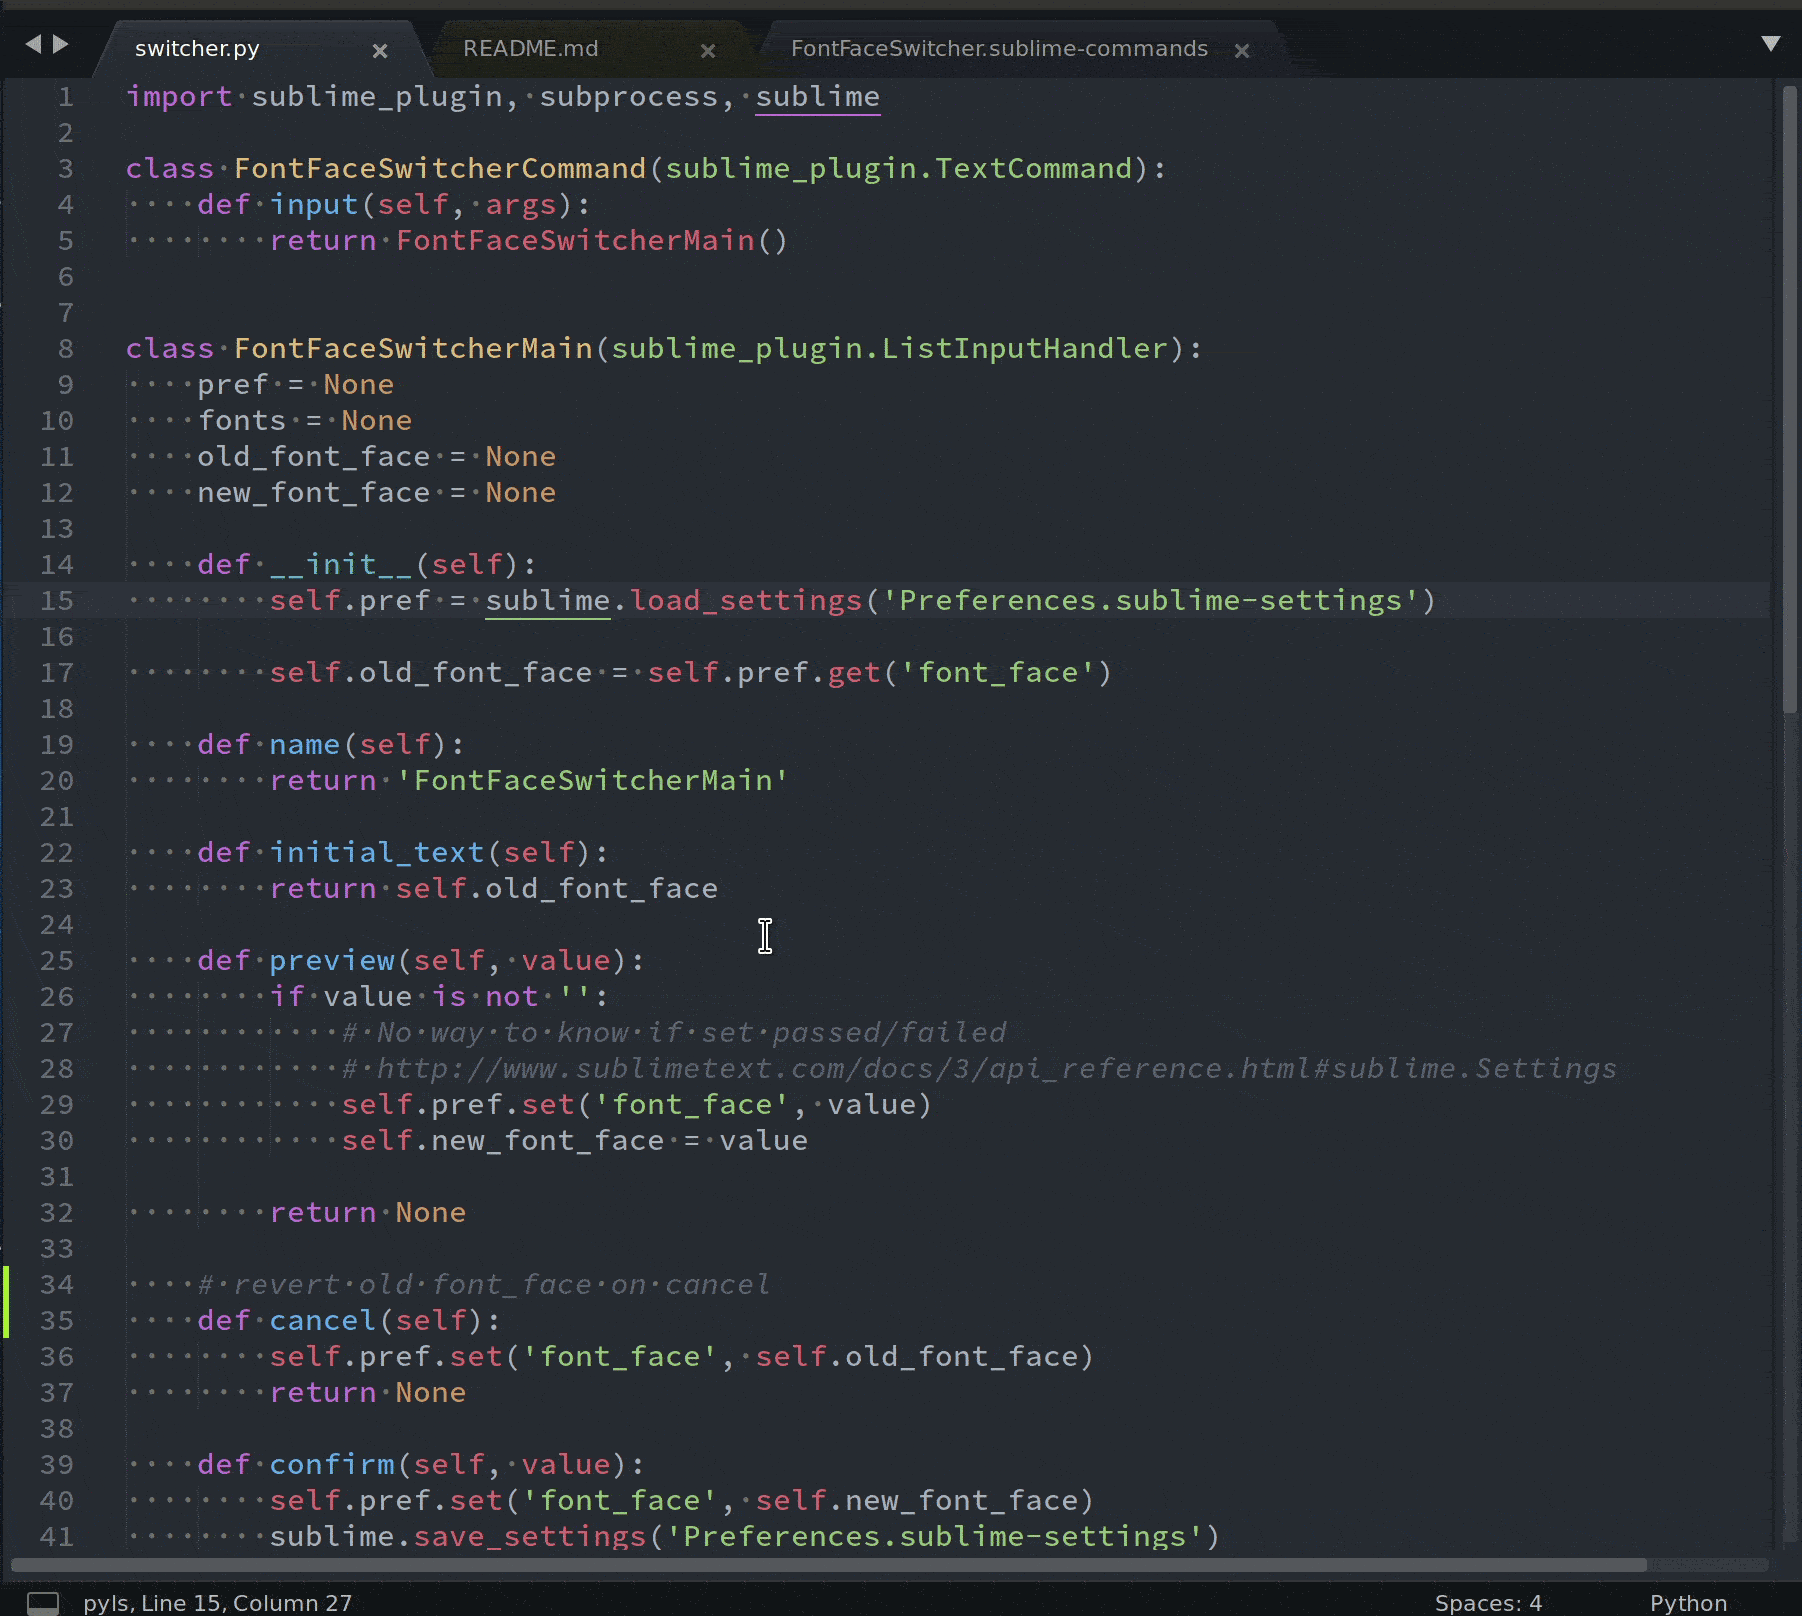 switcher.py × README.md × FontFaceSwitcher.sublime-commands ×
1 import sublime_plugin, subprocess, sublime
2
3 class FontFaceSwitcherCommand(sublime_plugin.TextCommand):
4     def input(self, args):
5         return FontFaceSwitcherMain()
6
7
8 class FontFaceSwitcherMain(sublime_plugin.ListInputHandler):
9     pref = None
10     fonts = None
11     old_font_face = None
12     new_font_face = None
13
14     def __init__(self):
15         self.pref = sublime.load_settings('Preferences.sublime-settings')
16
17         self.old_font_face = self.pref.get('font_face')
18
19     def name(self):
20         return 'FontFaceSwitcherMain'
21
22     def initial_text(self):
23         return self.old_font_face
24
25     def preview(self, value):
26         if value is not '':
27             # No way to know if set passed/failed
28             # http://www.sublimetext.com/docs/3/api_reference.html#sublime.Settings
29             self.pref.set('font_face', value)
30             self.new_font_face = value
31
32         return None
33
34     # revert old font_face on cancel
35     def cancel(self):
36         self.pref.set('font_face', self.old_font_face)
37         return None
38
39     def confirm(self, value):
40         self.pref.set('font_face', self.new_font_face)
41         sublime.save_settings('Preferences.sublime-settings')
pyls, Line 15, Column 27 Spaces: 4 Python